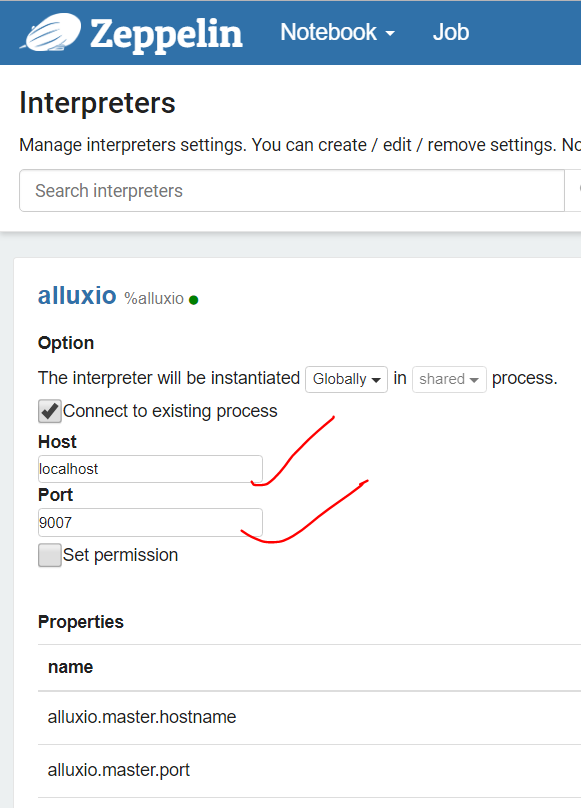 Zeppelin Notebook Job
Interpreters
Manage interpreters settings. You can create / edit / remove settings. No
Search interpreters
alluxio %alluxio
Option
The interpreter will be instantiated Globally in shared process.
Connect to existing process
Host
localhost
Port
9007
Set permission
Properties
name
alluxio.master.hostname
alluxio.master.port